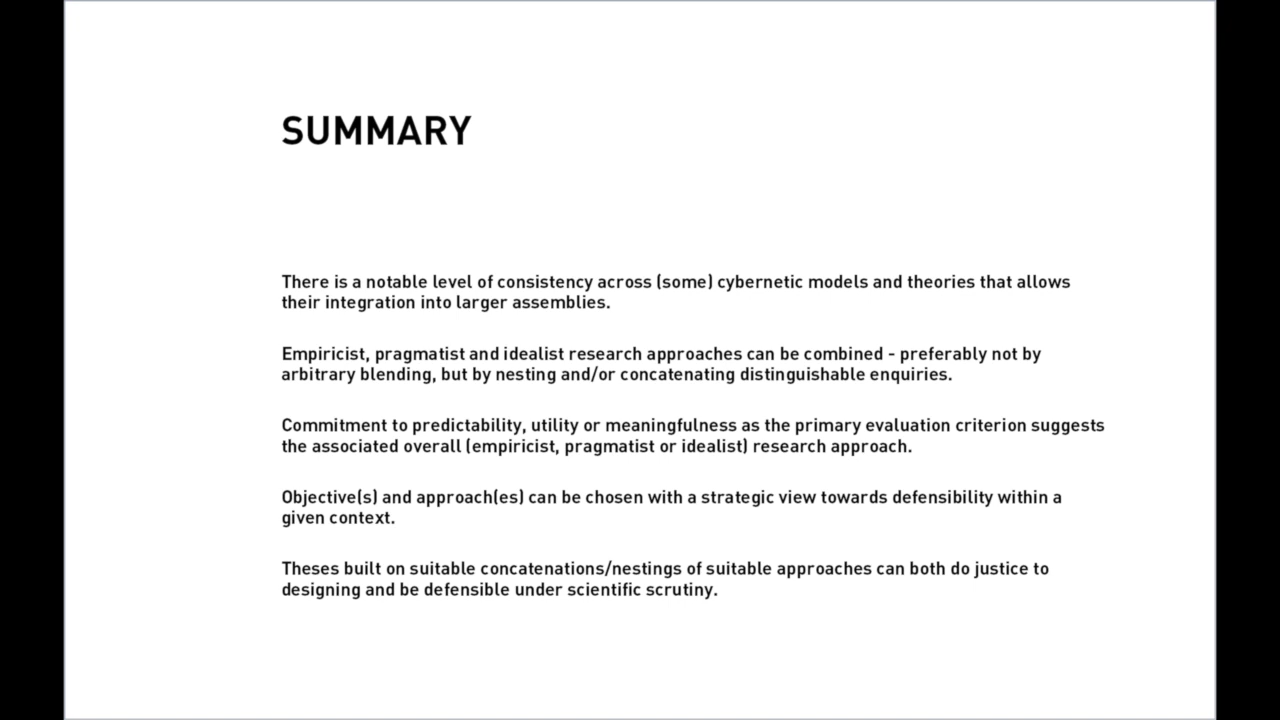 SUMMARY
There is a notable level of consistency across (some) cybernetic models and theories that allows
their integration into larger assemblies.
Empiricist, pragmatist and idealist research approaches can be combined - preferably not by
arbitrary blending, but by nesting and/or concatenating distinguishable enquiries.
Commitment to predictability, utility or meaningfulness as the primary evaluation criterion suggests
the associated overall (empiricist, pragmatist or idealist) research approach.
Objective(s) and approach(es) can be chosen with a strategic view towards defensibility within a
given context.
Theses built on suitable concatenations/nestings of suitable approaches can both do justice to
designing and be defensible under scientific scrutiny.